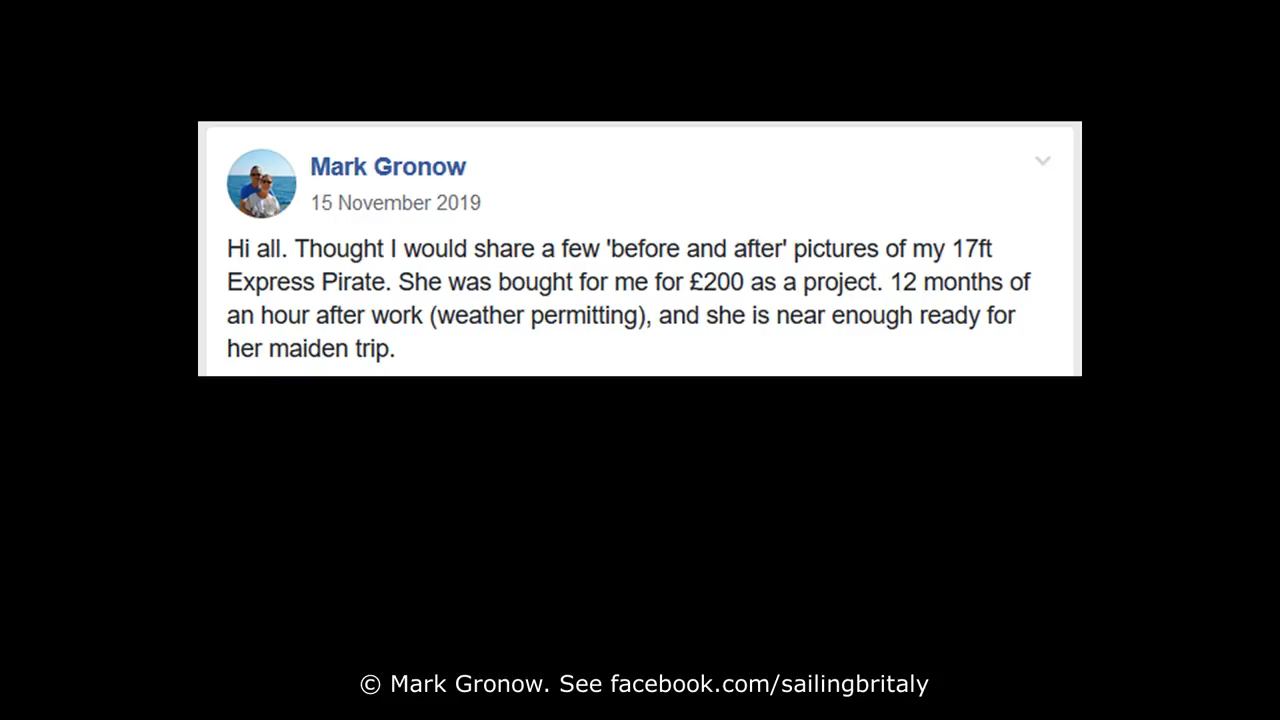 Mark Gronow
15 November 2019
Hi all. Thought I would share a few 'before and after' pictures of my 17ft
Express Pirate. She was bought for me for £200 as a project. 12 months of
an hour after work (weather permitting), and she is near enough ready for
her maiden trip.
© Mark Gronow. See facebook.com/sailingbritaly